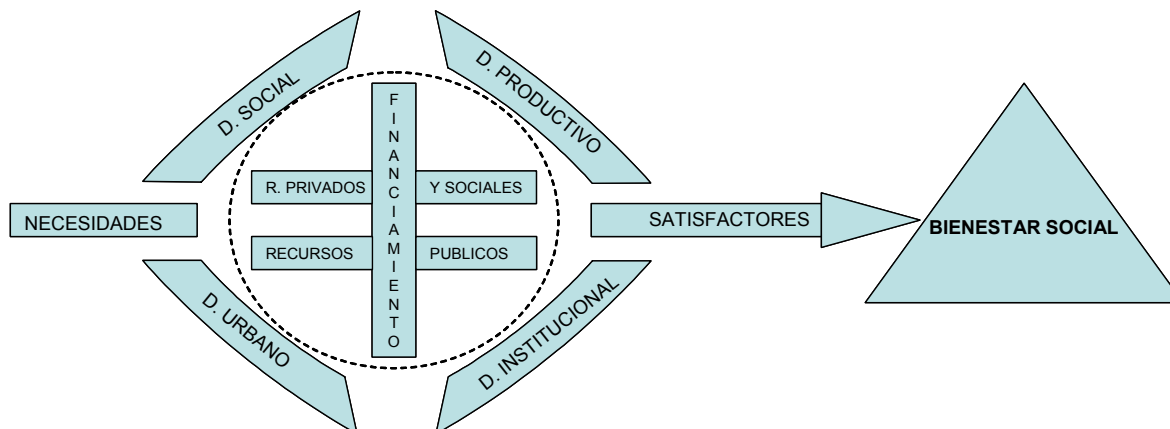 D. SOCIAL
D. PRODUCTIVO
FINANCIAMIENTO
R. PRIVADOS
Y SOCIALES
NECESIDADES
SATISFACTORES
BIENESTAR SOCIAL
RECURSOS
PUBLICOS
D. URBANO
D. INSTITUCIONAL